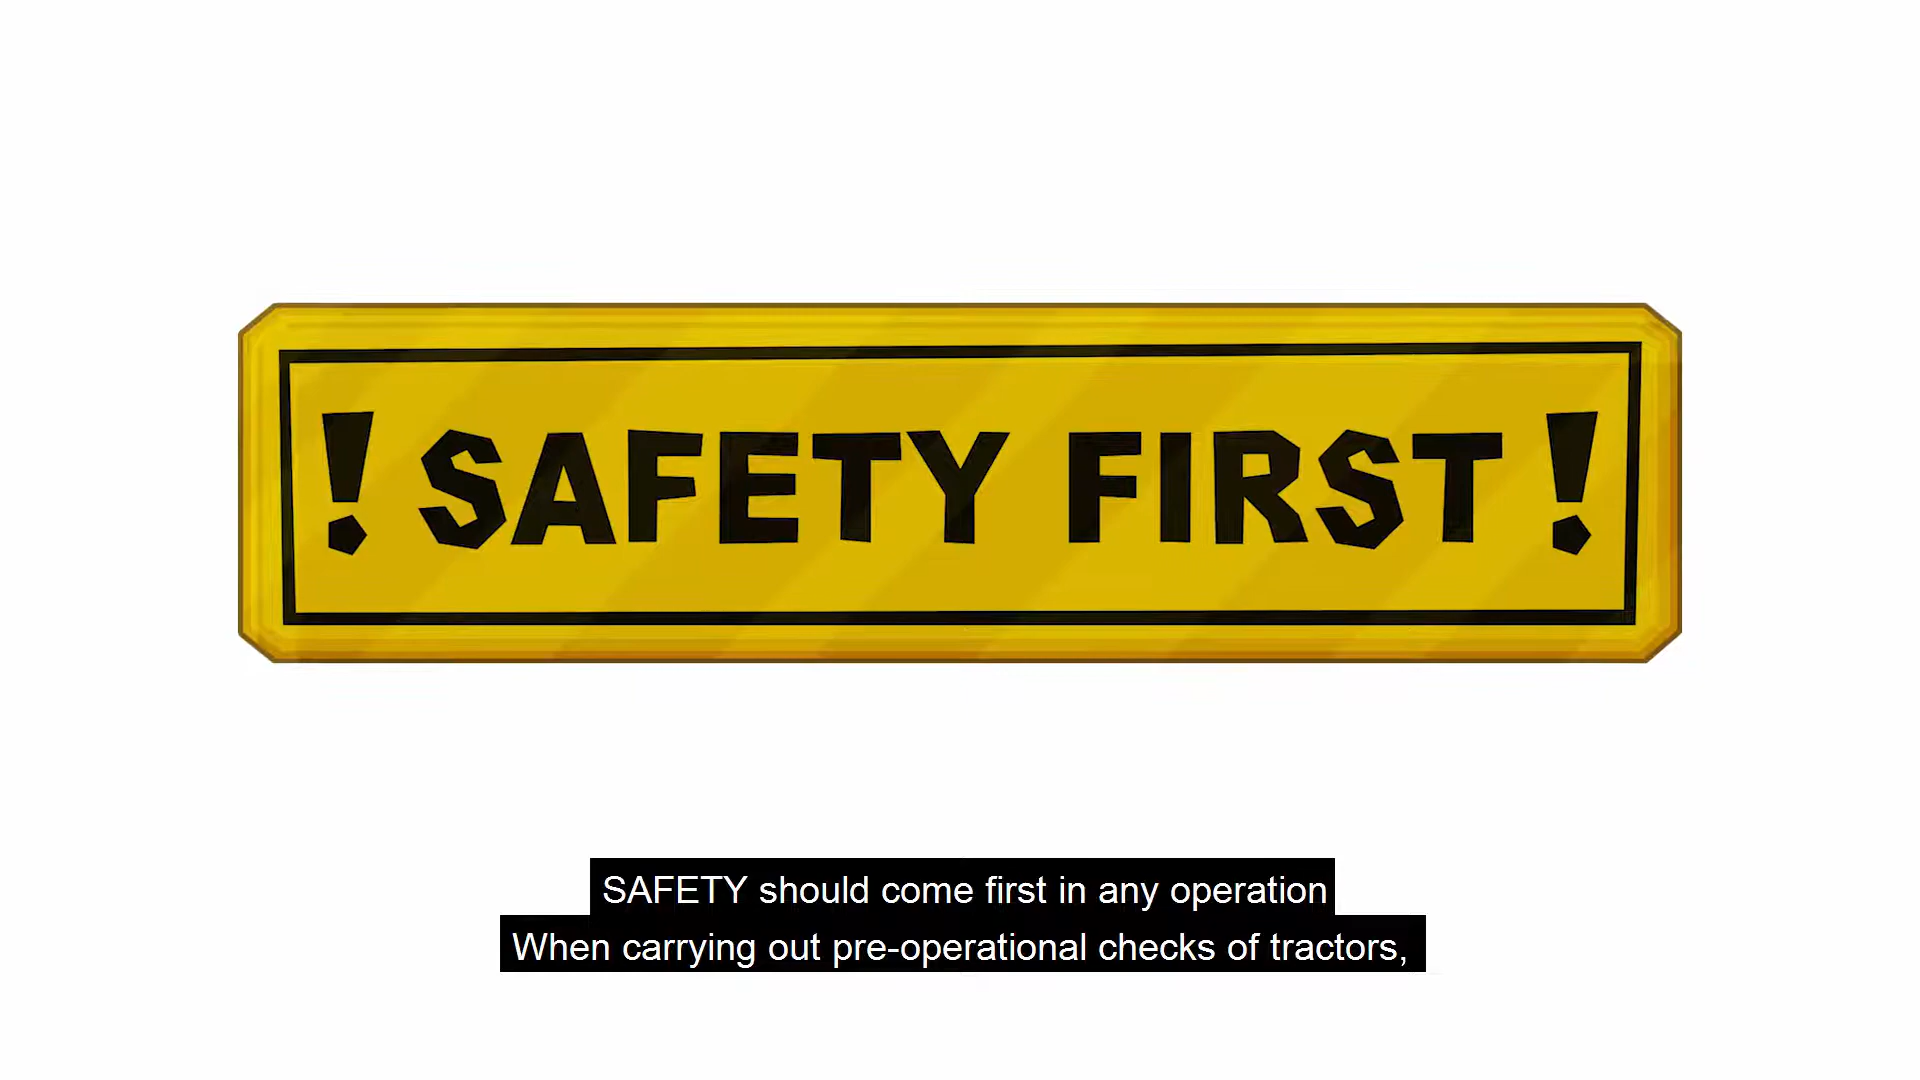 ! SAFETY FIRST !
SAFETY should come first in any operation
When carrying out pre-operational checks of tractors,